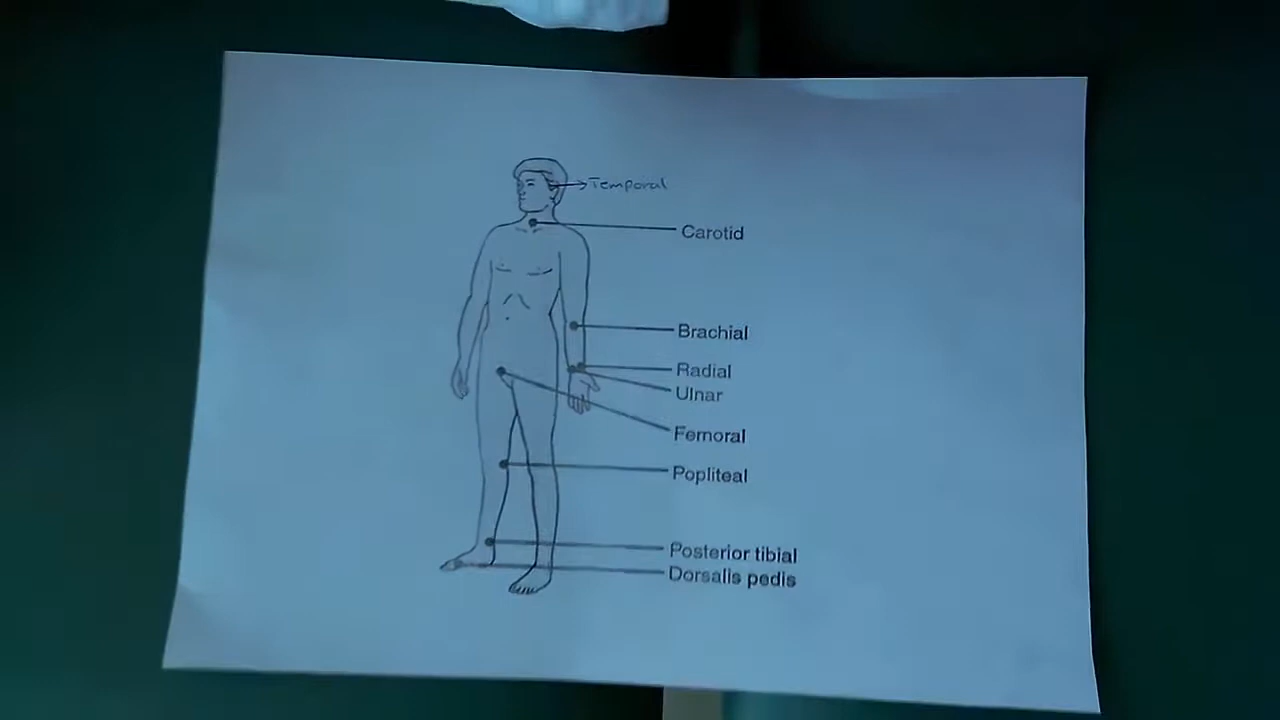 Temporal
Carotid
Brachial
Radial
Ulnar
Femoral
Popliteal
Posterior tibial
Dorsalis pedis